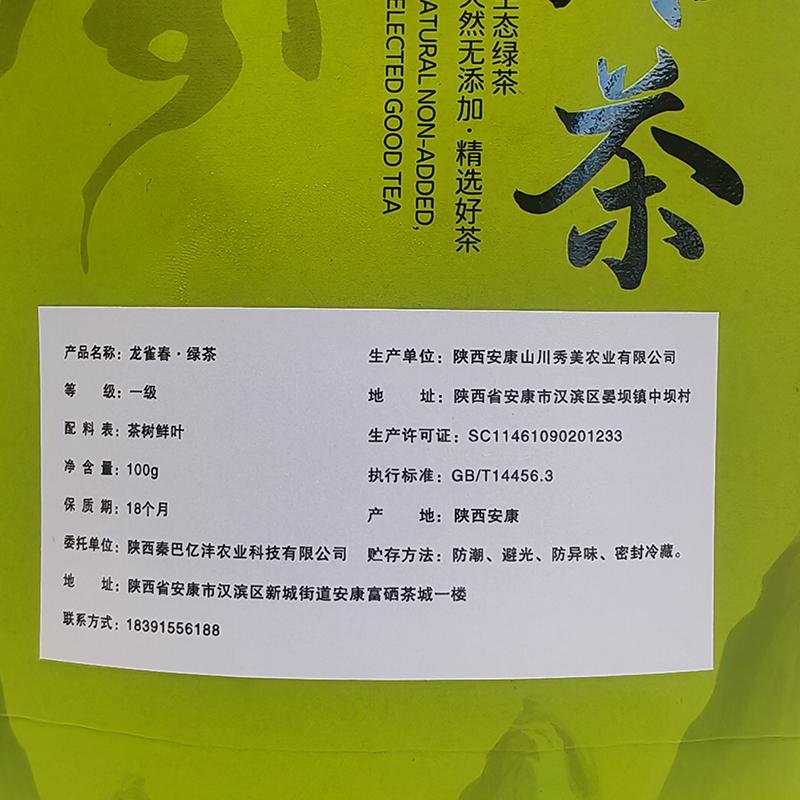 茶
生态绿茶
天然无添加·精选好茶
NATURAL NON-ADDED,
SELECTED GOOD TEA
产品名称：龙雀春·绿茶
等 级：一级
配 料 表：茶树鲜叶
净 含 量：100g
保 质 期：18个月
委托单位：陕西秦巴亿沣农业科技有限公司
地 址：陕西省安康市汉滨区新城街道安康富硒茶城一楼
联系方式：18391556188
生产单位：陕西安康山川秀美农业有限公司
地 址：陕西省安康市汉滨区晏坝镇中坝村
生产许可证：SC11461090201233
执行标准：GB/T14456.3
产 地：陕西安康
贮存方法：防潮、避光、防异味、密封冷藏。